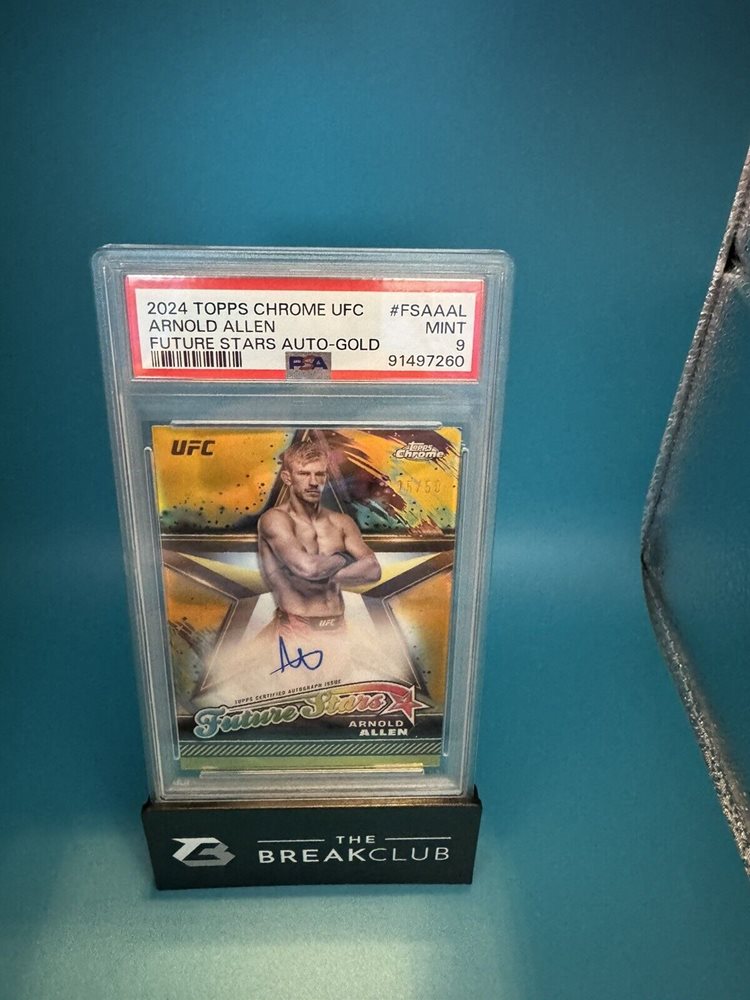 2024 TOPPS CHROME UFC #FSAAAL
ARNOLD ALLEN MINT
FUTURE STARS AUTO-GOLD 9
PSA 91497260
UFC
Topps
Chrome
UFC
TOPPS CERTIFIED AUTOGRAPH ISSUE
Future Stars
ARNOLD
ALLEN
THE
BREAKCLUB